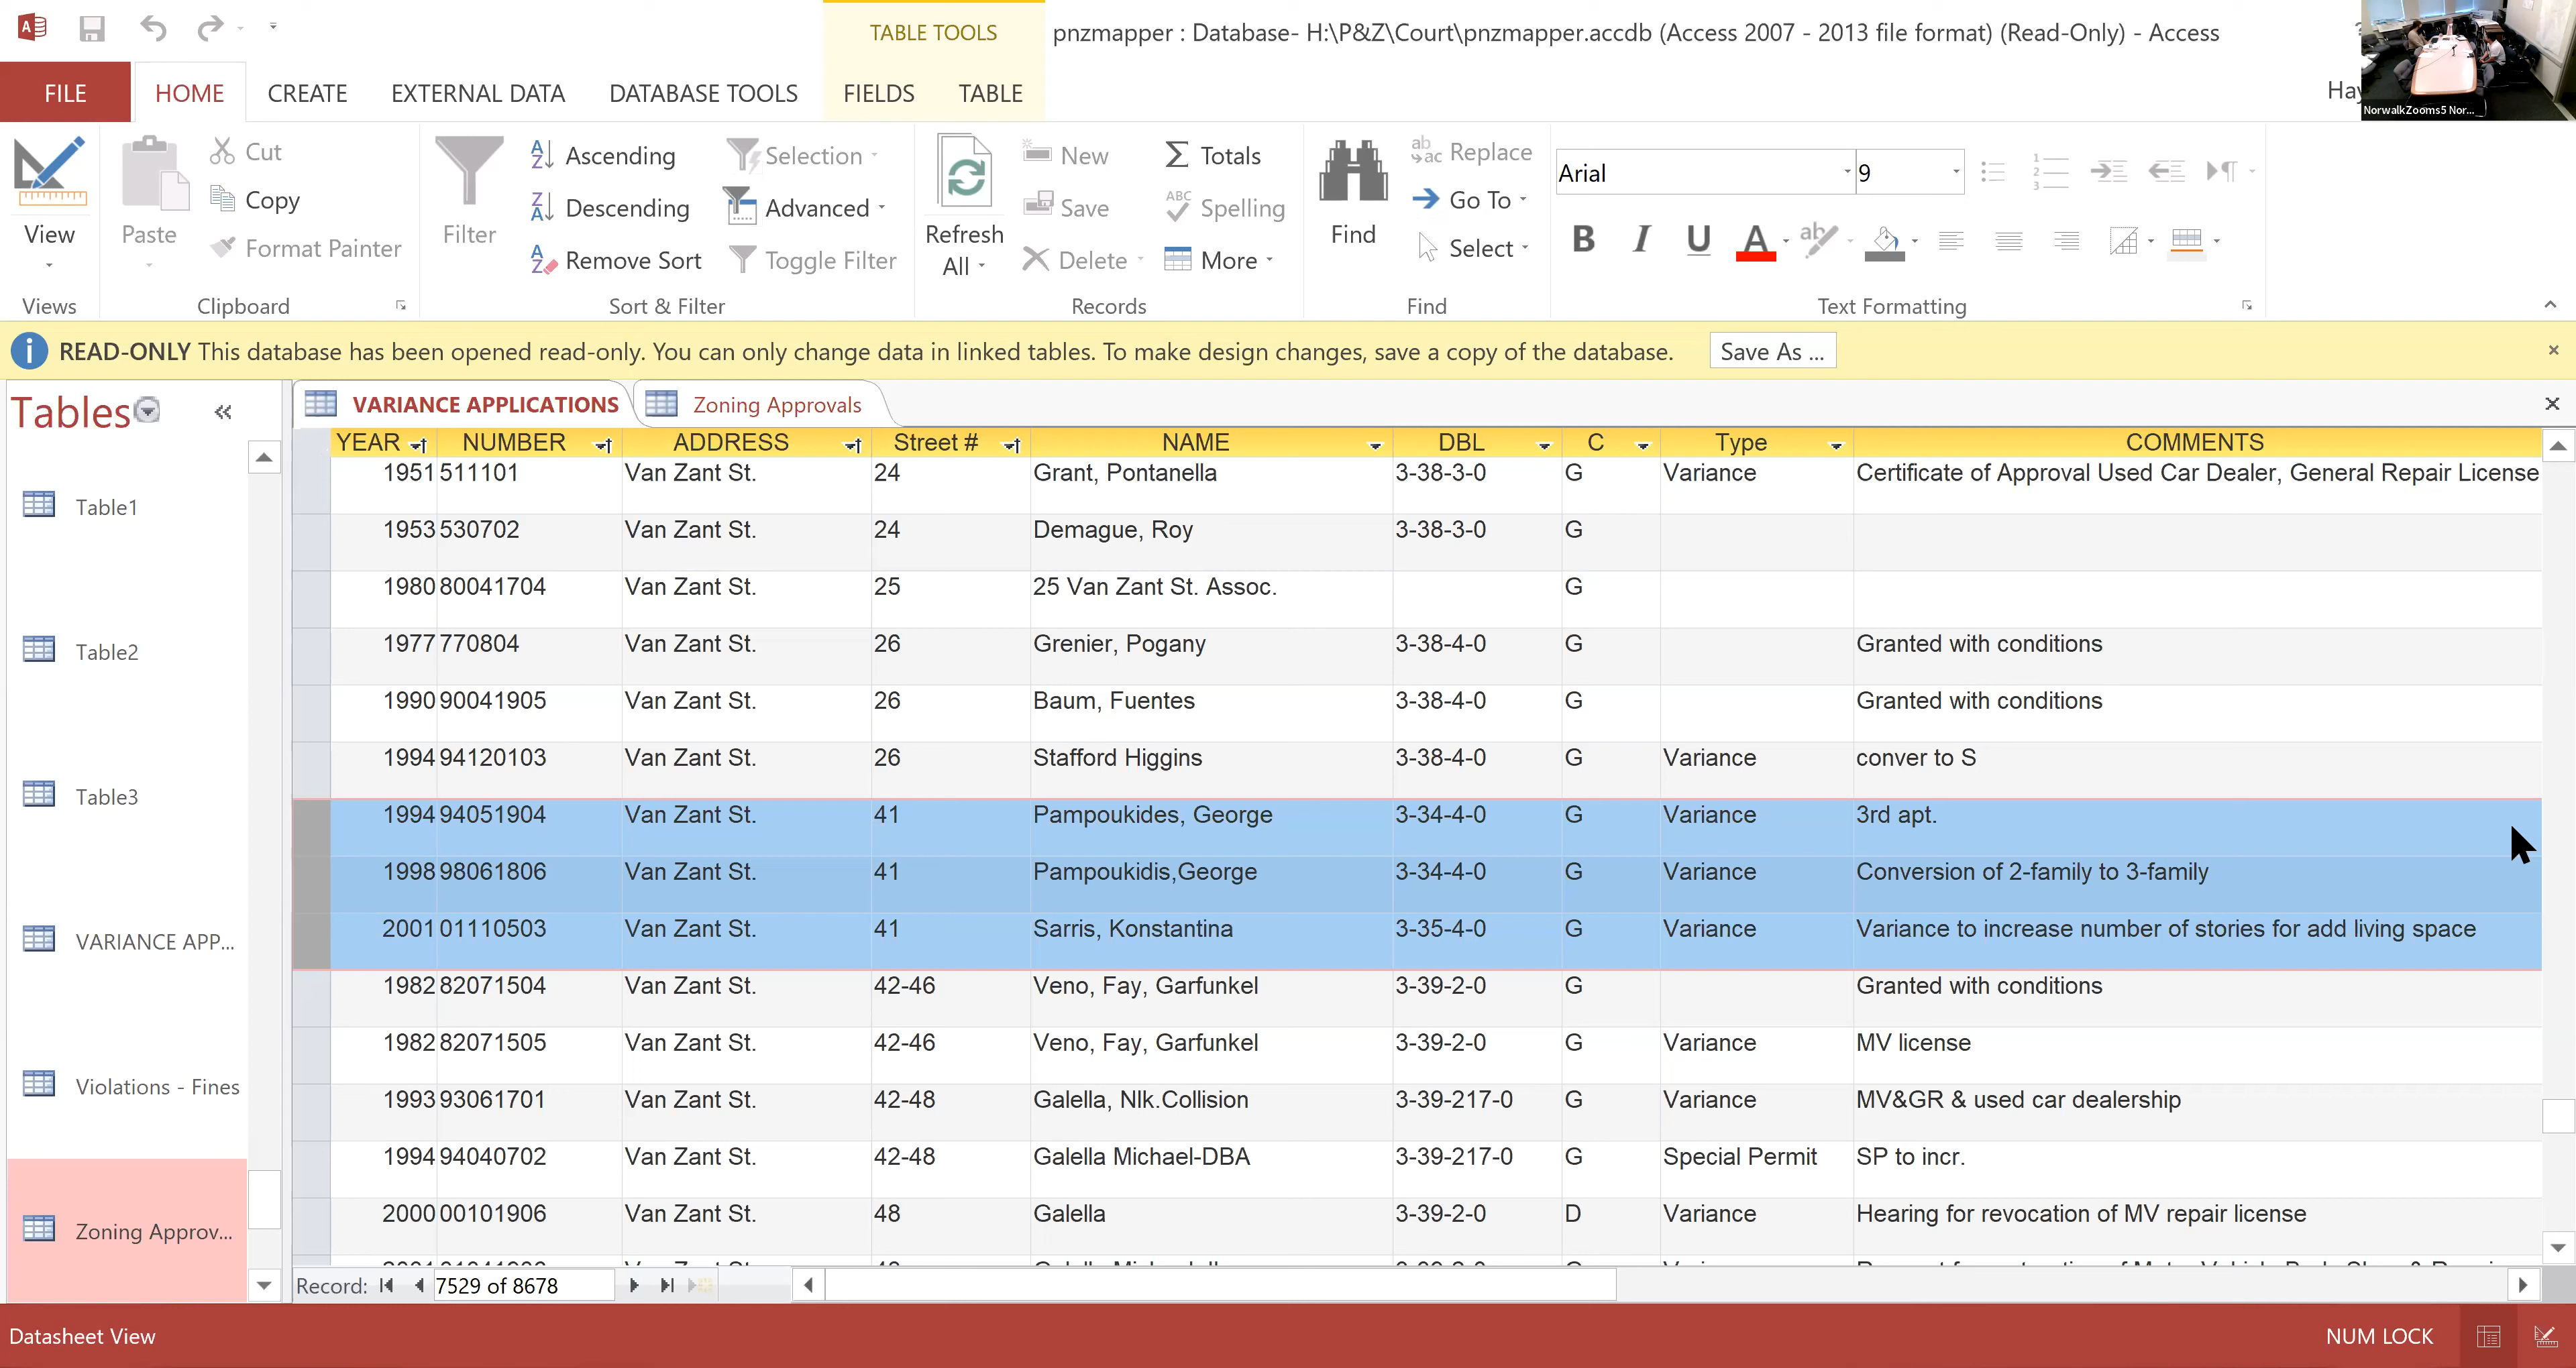 TABLE TOOLS
pnzmapper : Database- H:\P&Z\Court\pnzmapper.accdb (Access 2007 - 2013 file format) (Read-Only) - Access
FILE HOME CREATE EXTERNAL DATA DATABASE TOOLS FIELDS TABLE
Hay
NorwalkZooms5 Nor...
View
Paste
Cut
Copy
Format Painter
Filter
Ascending
Descending
Remove Sort
Selection
Advanced
Toggle Filter
Refresh
All
New
Save
Delete
Totals
Spelling
More
Find
Replace
Go To
Select
Arial 9
Views Clipboard Sort & Filter Records Find Text Formatting
READ-ONLY This database has been opened read-only. You can only change data in linked tables. To make design changes, save a copy of the database. Save As ...
Tables «
Table1
Table2
Table3
VARIANCE APP...
Violations - Fines
Zoning Approv...
VARIANCE APPLICATIONS Zoning Approvals
YEAR NUMBER ADDRESS Street # NAME DBL C Type COMMENTS
1951 511101 Van Zant St. 24 Grant, Pontanella 3-38-3-0 G Variance Certificate of Approval Used Car Dealer, General Repair License
1953 530702 Van Zant St. 24 Demague, Roy 3-38-3-0 G
1980 80041704 Van Zant St. 25 25 Van Zant St. Assoc. G
1977 770804 Van Zant St. 26 Grenier, Pogany 3-38-4-0 G Granted with conditions
1990 90041905 Van Zant St. 26 Baum, Fuentes 3-38-4-0 G Granted with conditions
1994 94120103 Van Zant St. 26 Stafford Higgins 3-38-4-0 G Variance conver to S
1994 94051904 Van Zant St. 41 Pampoukides, George 3-34-4-0 G Variance 3rd apt.
1998 98061806 Van Zant St. 41 Pampoukidis,George 3-34-4-0 G Variance Conversion of 2-family to 3-family
2001 01110503 Van Zant St. 41 Sarris, Konstantina 3-35-4-0 G Variance Variance to increase number of stories for add living space
1982 82071504 Van Zant St. 42-46 Veno, Fay, Garfunkel 3-39-2-0 G Granted with conditions
1982 82071505 Van Zant St. 42-46 Veno, Fay, Garfunkel 3-39-2-0 G Variance MV license
1993 93061701 Van Zant St. 42-48 Galella, Nlk.Collision 3-39-217-0 G Variance MV&GR & used car dealership
1994 94040702 Van Zant St. 42-48 Galella Michael-DBA 3-39-217-0 G Special Permit SP to incr.
2000 00101906 Van Zant St. 48 Galella 3-39-2-0 D Variance Hearing for revocation of MV repair license
Record: 7529 of 8678
Datasheet View NUM LOCK